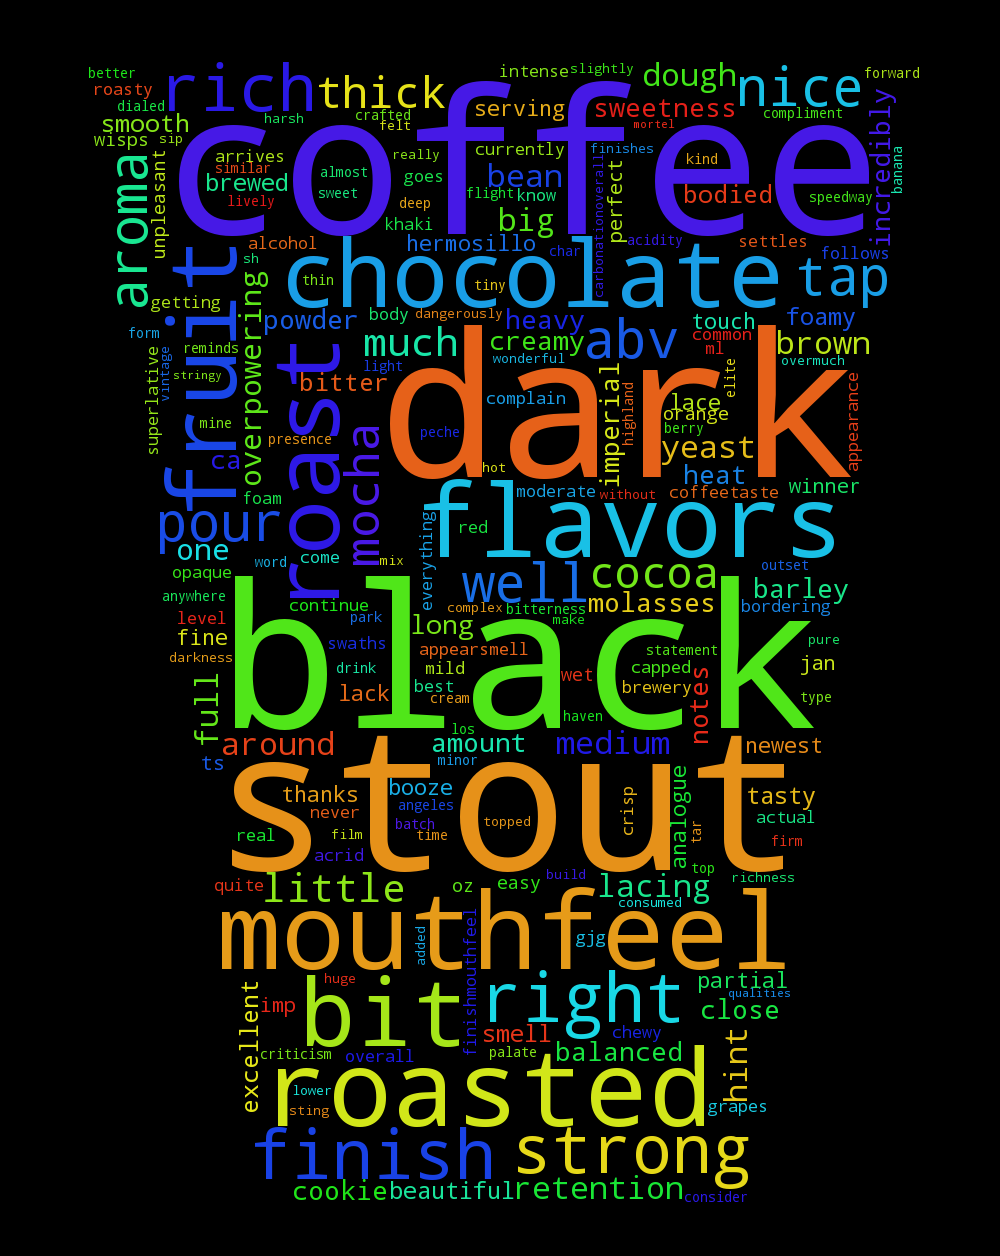 better rich thick intense slightly dough nice forward
roasty dialed harsh crafted felt serving sweetness mortel compliment
smooth wisps sip coffee incredibly banana
aroma unpleasant arrives similar lively brewed almost sweet really goes currently bean finishes kind
deep khaki flight know big carbonationoverall perfect bodied speedway
alcohol hermosillo char acidity settles follows
fruit sh thin chocolate tiny tap
getting overpowering powder body dangerously heavy abv touch foamy
form reminds roast much creamy wonderful common ml brown overmuch
superlative vintage stringy bitter light dark elite
mine presence mocha peche complain imperial highland lace orange berry yeast appearance
ca hot heat
foam moderate without coffeetaste winner
pour flavors
one word come mix everything red outset
opaque well cocoa barley
anywhere continue complex bitterness molasses bordering
level park long make
fine swaths appearsmell statement pure
darkness drink mild capped jan
full lack best cream black wet brewery notes type
los haven
around amount medium newest
ts minor
thanks booze stout analogue tasty
never angeles crisp actual
real film batch time topped tar firm
acrid top
quite little oz easy build lacing richness
consumed
mouthfeel
added finishmouthfeel gjg
huge bit right partial qualities
excellent imp smell chewy close
criticism overall palate balanced hint
lower roasted grapes
sting
finish strong
cookie beautiful retention consider